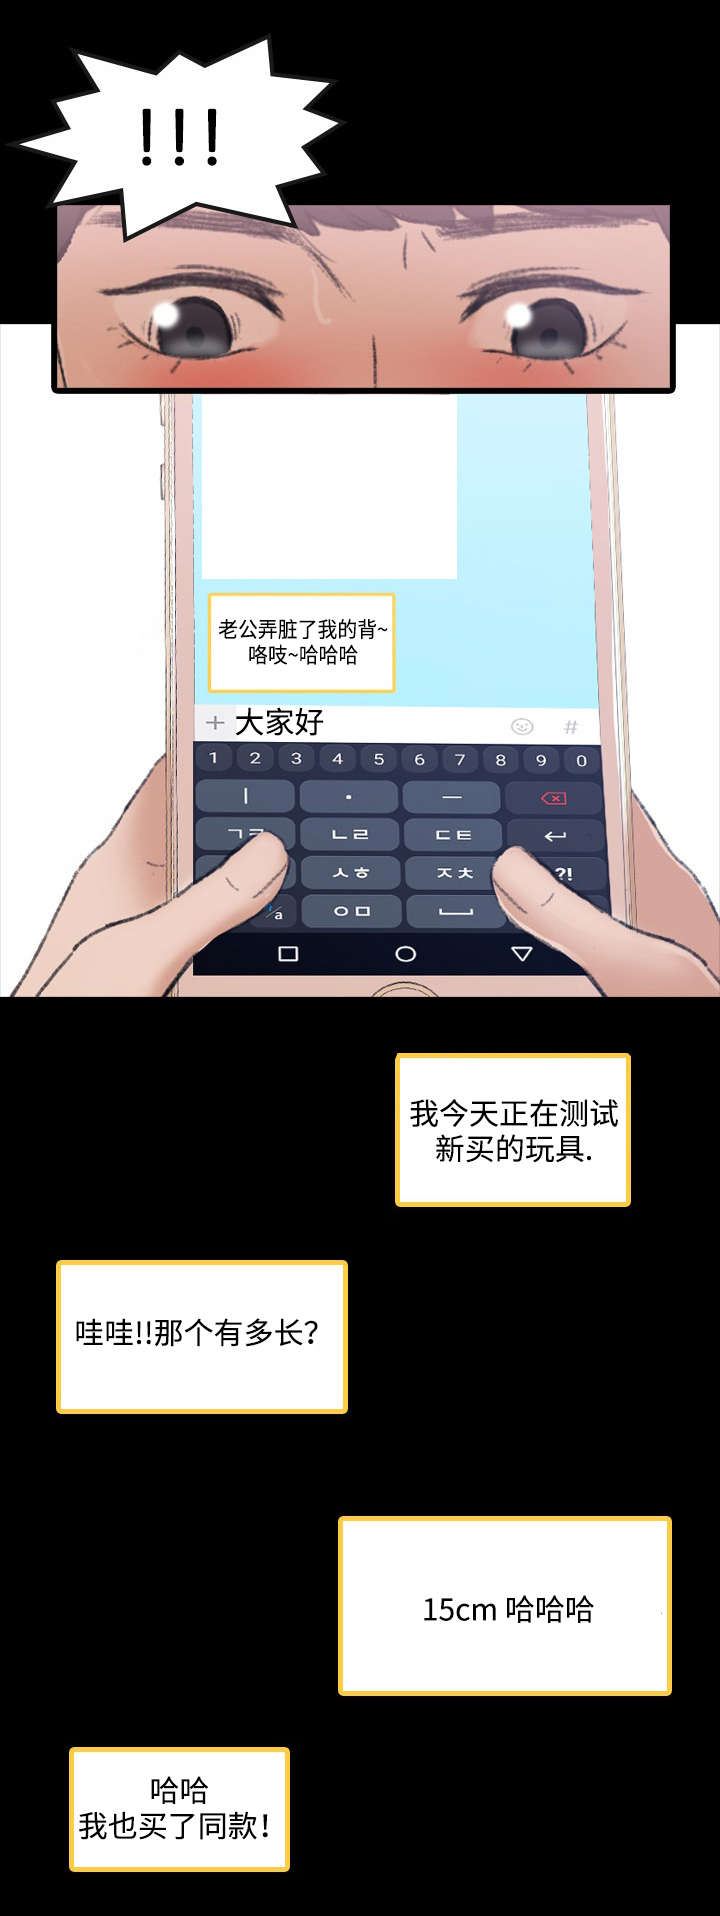 !!!
老公弄脏了我的背~
咯吱~哈哈哈
+ 大家好 #
1 2 3 4 5 6 7 8 9 0
ㅣ · ㅡ
ㄱㅋ ㄴㄹ ㄷㅌ
ㅅㅎ ㅈㅊ ?!
/a ㅇㅁ
我今天正在测试
新买的玩具.
哇哇!!那个有多长?
15cm 哈哈哈
哈哈
我也买了同款!